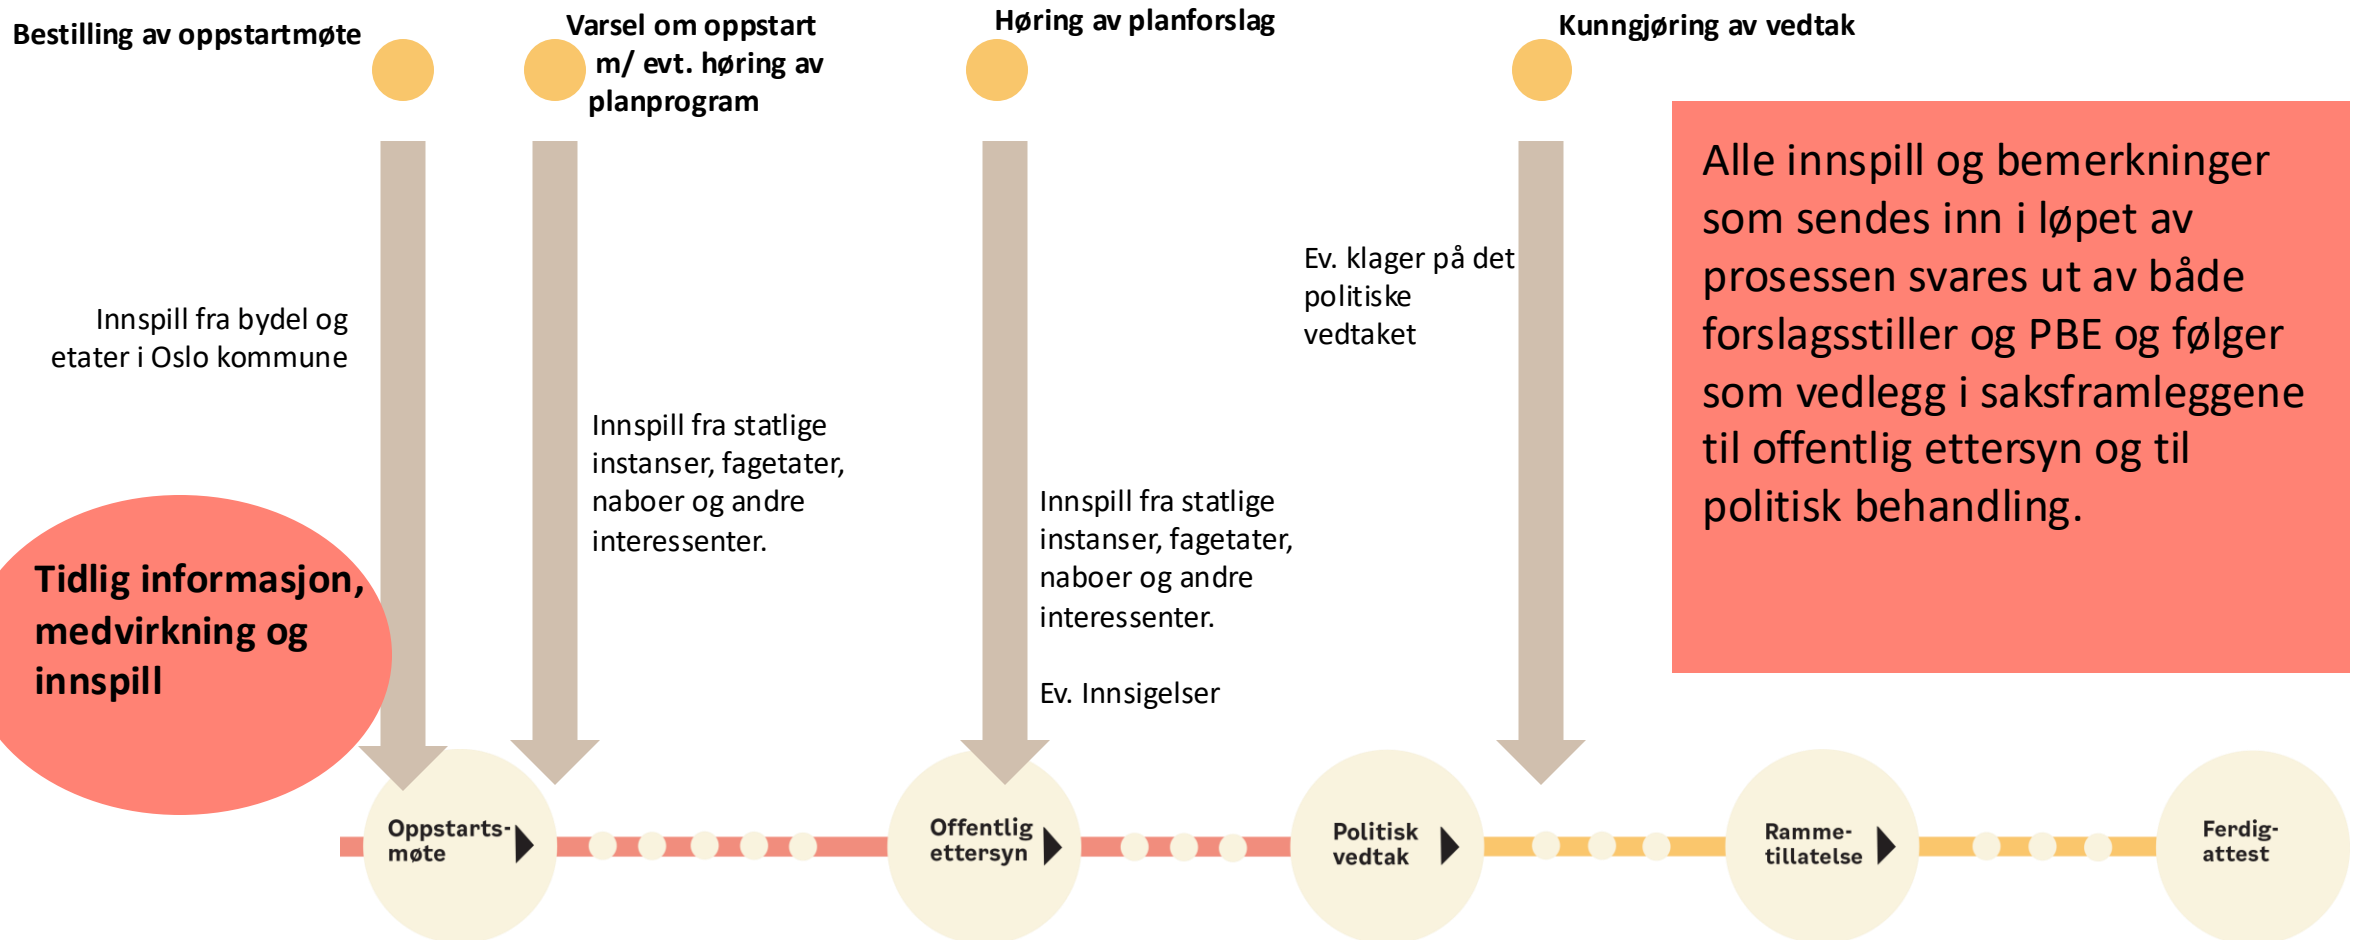 Bestilling av oppstartmøte
Varsel om oppstart
m/ evt. høring av
planprogram
Høring av planforslag
Kunngjøring av vedtak
Innspill fra bydel og
etater i Oslo kommune
Tidlig informasjon,
medvirkning og
innspill
Innspill fra statlige
instanser, fagetater,
naboer og andre
interessenter.
Innspill fra statlige
instanser, fagetater,
naboer og andre
interessenter.
Ev. Innsigelser
Ev. klager på det
politiske
vedtaket
Alle innspill og bemerkninger
som sendes inn i løpet av
prosessen svares ut av både
forslagsstiller og PBE og følger
som vedlegg i saksframleggene
til offentlig ettersyn og til
politisk behandling.
Oppstarts-
møte
Offentlig
ettersyn
Politisk
vedtak
Ramme-
tillatelse
Ferdig-
attest